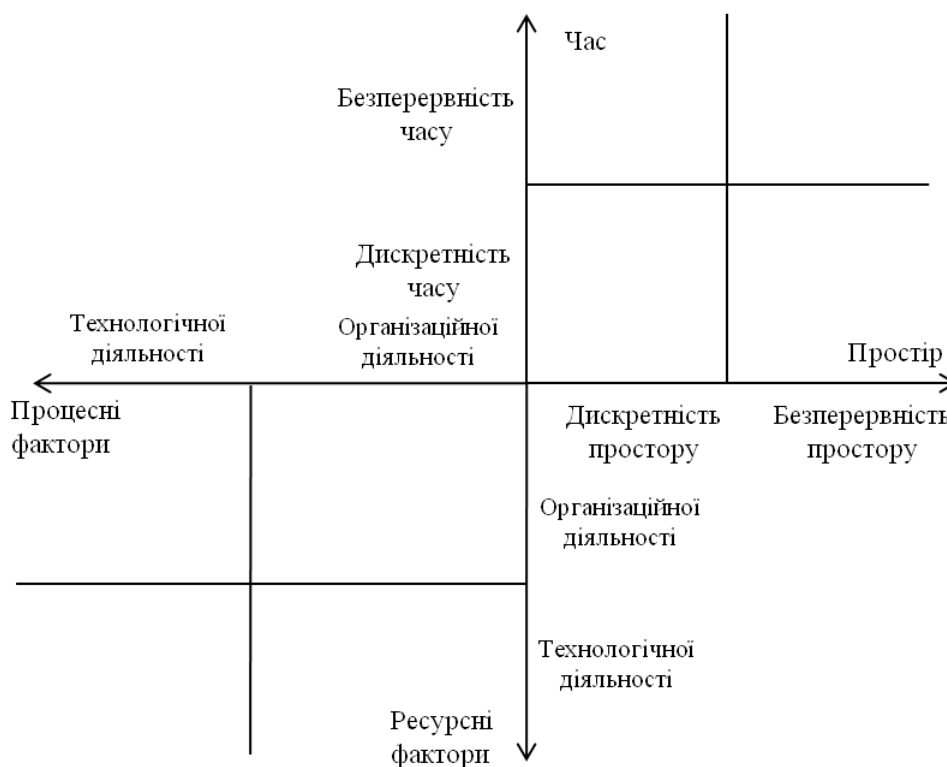 Час
Безперервність
часу
Дискретність
часу
Технологічної
діяльності
Організаційної
діяльності
Простір
Процесні
фактори
Дискретність
простору
Безперервність
простору
Організаційної
діяльності
Технологічної
діяльності
Ресурсні
фактори